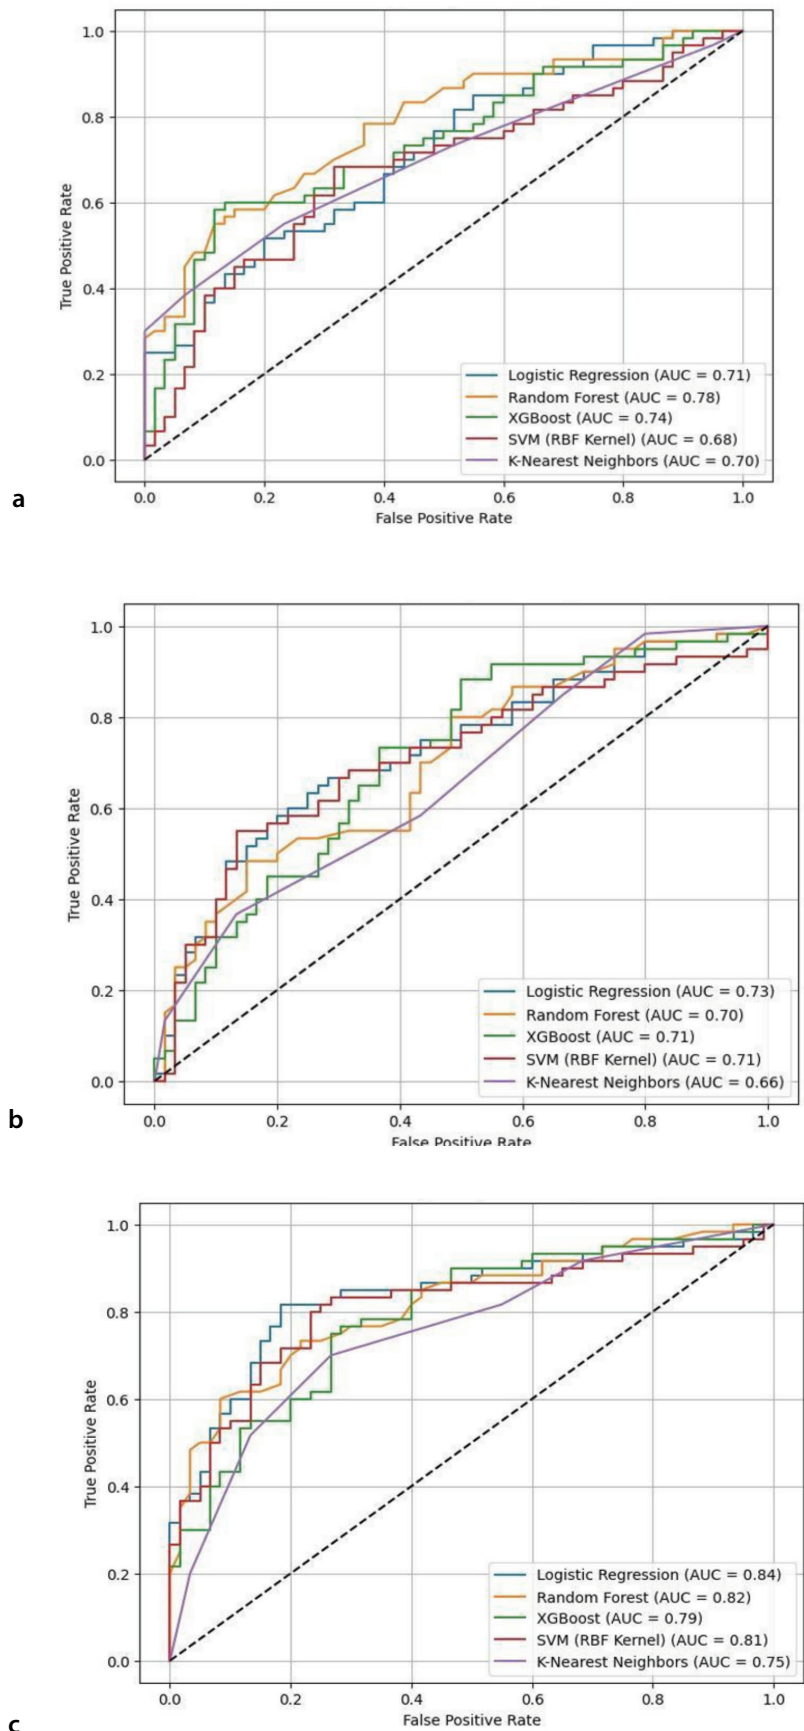 1.0
0.8
0.6
0.4
0.2
0.0
True Positive Rate
Logistic Regression (AUC = 0.71)
Random Forest (AUC = 0.78)
XGBoost (AUC = 0.74)
SVM (RBF Kernel) (AUC = 0.68)
K-Nearest Neighbors (AUC = 0.70)
0.0 0.2 0.4 0.6 0.8 1.0
False Positive Rate
a
1.0
0.8
0.6
0.4
0.2
0.0
True Positive Rate
Logistic Regression (AUC = 0.73)
Random Forest (AUC = 0.70)
XGBoost (AUC = 0.71)
SVM (RBF Kernel) (AUC = 0.71)
K-Nearest Neighbors (AUC = 0.66)
0.0 0.2 0.4 0.6 0.8 1.0
False Positive Rate
b
1.0
0.8
0.6
0.4
0.2
0.0
True Positive Rate
Logistic Regression (AUC = 0.84)
Random Forest (AUC = 0.82)
XGBoost (AUC = 0.79)
SVM (RBF Kernel) (AUC = 0.81)
K-Nearest Neighbors (AUC = 0.75)
0.0 0.2 0.4 0.6 0.8 1.0
False Positive Rate
c